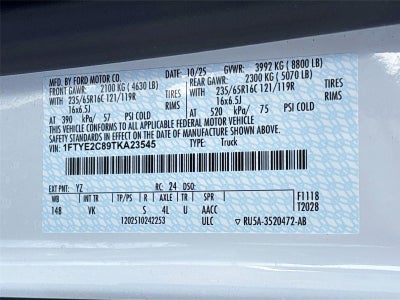 MFD. BY FORD MOTOR CO. DATE: 10/25 GVWR: 3992 KG ( 8800 LB)
FRONT GAWR: 2100 KG ( 4630 LB) REAR GAWR: 2300 KG ( 5070 LB)
WITH 235/65R16C 121/119R TIRES WITH 235/65R16C 121/119R TIRES
16x6.5J RIMS 16x6.5J RIMS
AT 390 kPa/ 57 PSI COLD AT 520 kPa/ 75 PSI COLD
THIS VEHICLE CONFORMS TO ALL APPLICABLE FEDERAL MOTOR VEHICLE
SAFETY STANDARDS IN EFFECT ON THE DATE OF MANUFACTURE SHOWN ABOVE.
VIN: 1FTYE2C89TKA23545 TYPE: Truck
EXT PNT: YZ RC: 24 DSO:
WB INT TR TP/PS R AXLE TR SPR F1118
148 VK S 4L U AACC T2028
1202510242253 ULC RU5A-3520472-AB